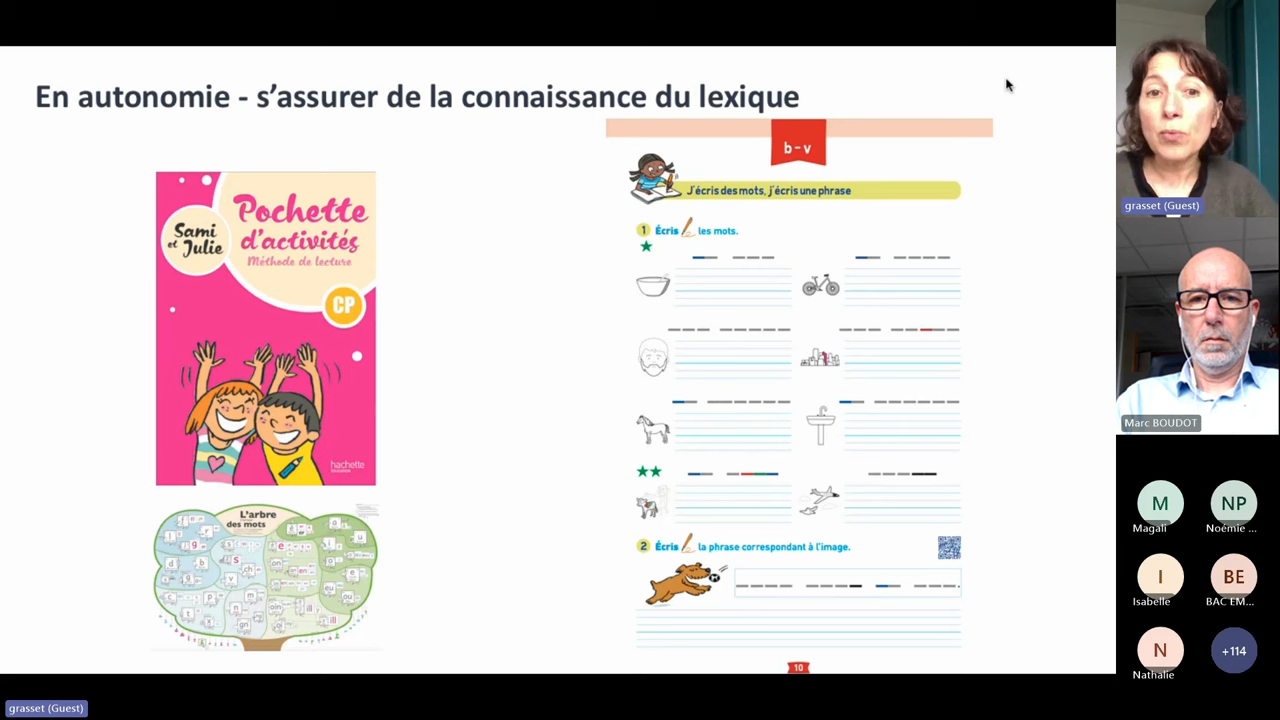 En autonomie - s’assurer de la connaissance du lexique
Sami
et
Julie
Pochette
d'activités
Méthode de lecture
CP
hachette
L'arbre
des mots
b - v
J'écris des mots, j'écris une phrase
1 Écris les mots.
2 Écris la phrase correspondant à l'image.
10
grasset (Guest)
Marc BOUDOT
M
Magali
NP
Noémie ...
I
Isabelle
BE
BAC EM...
N
Nathalie
+114
grasset (Guest)